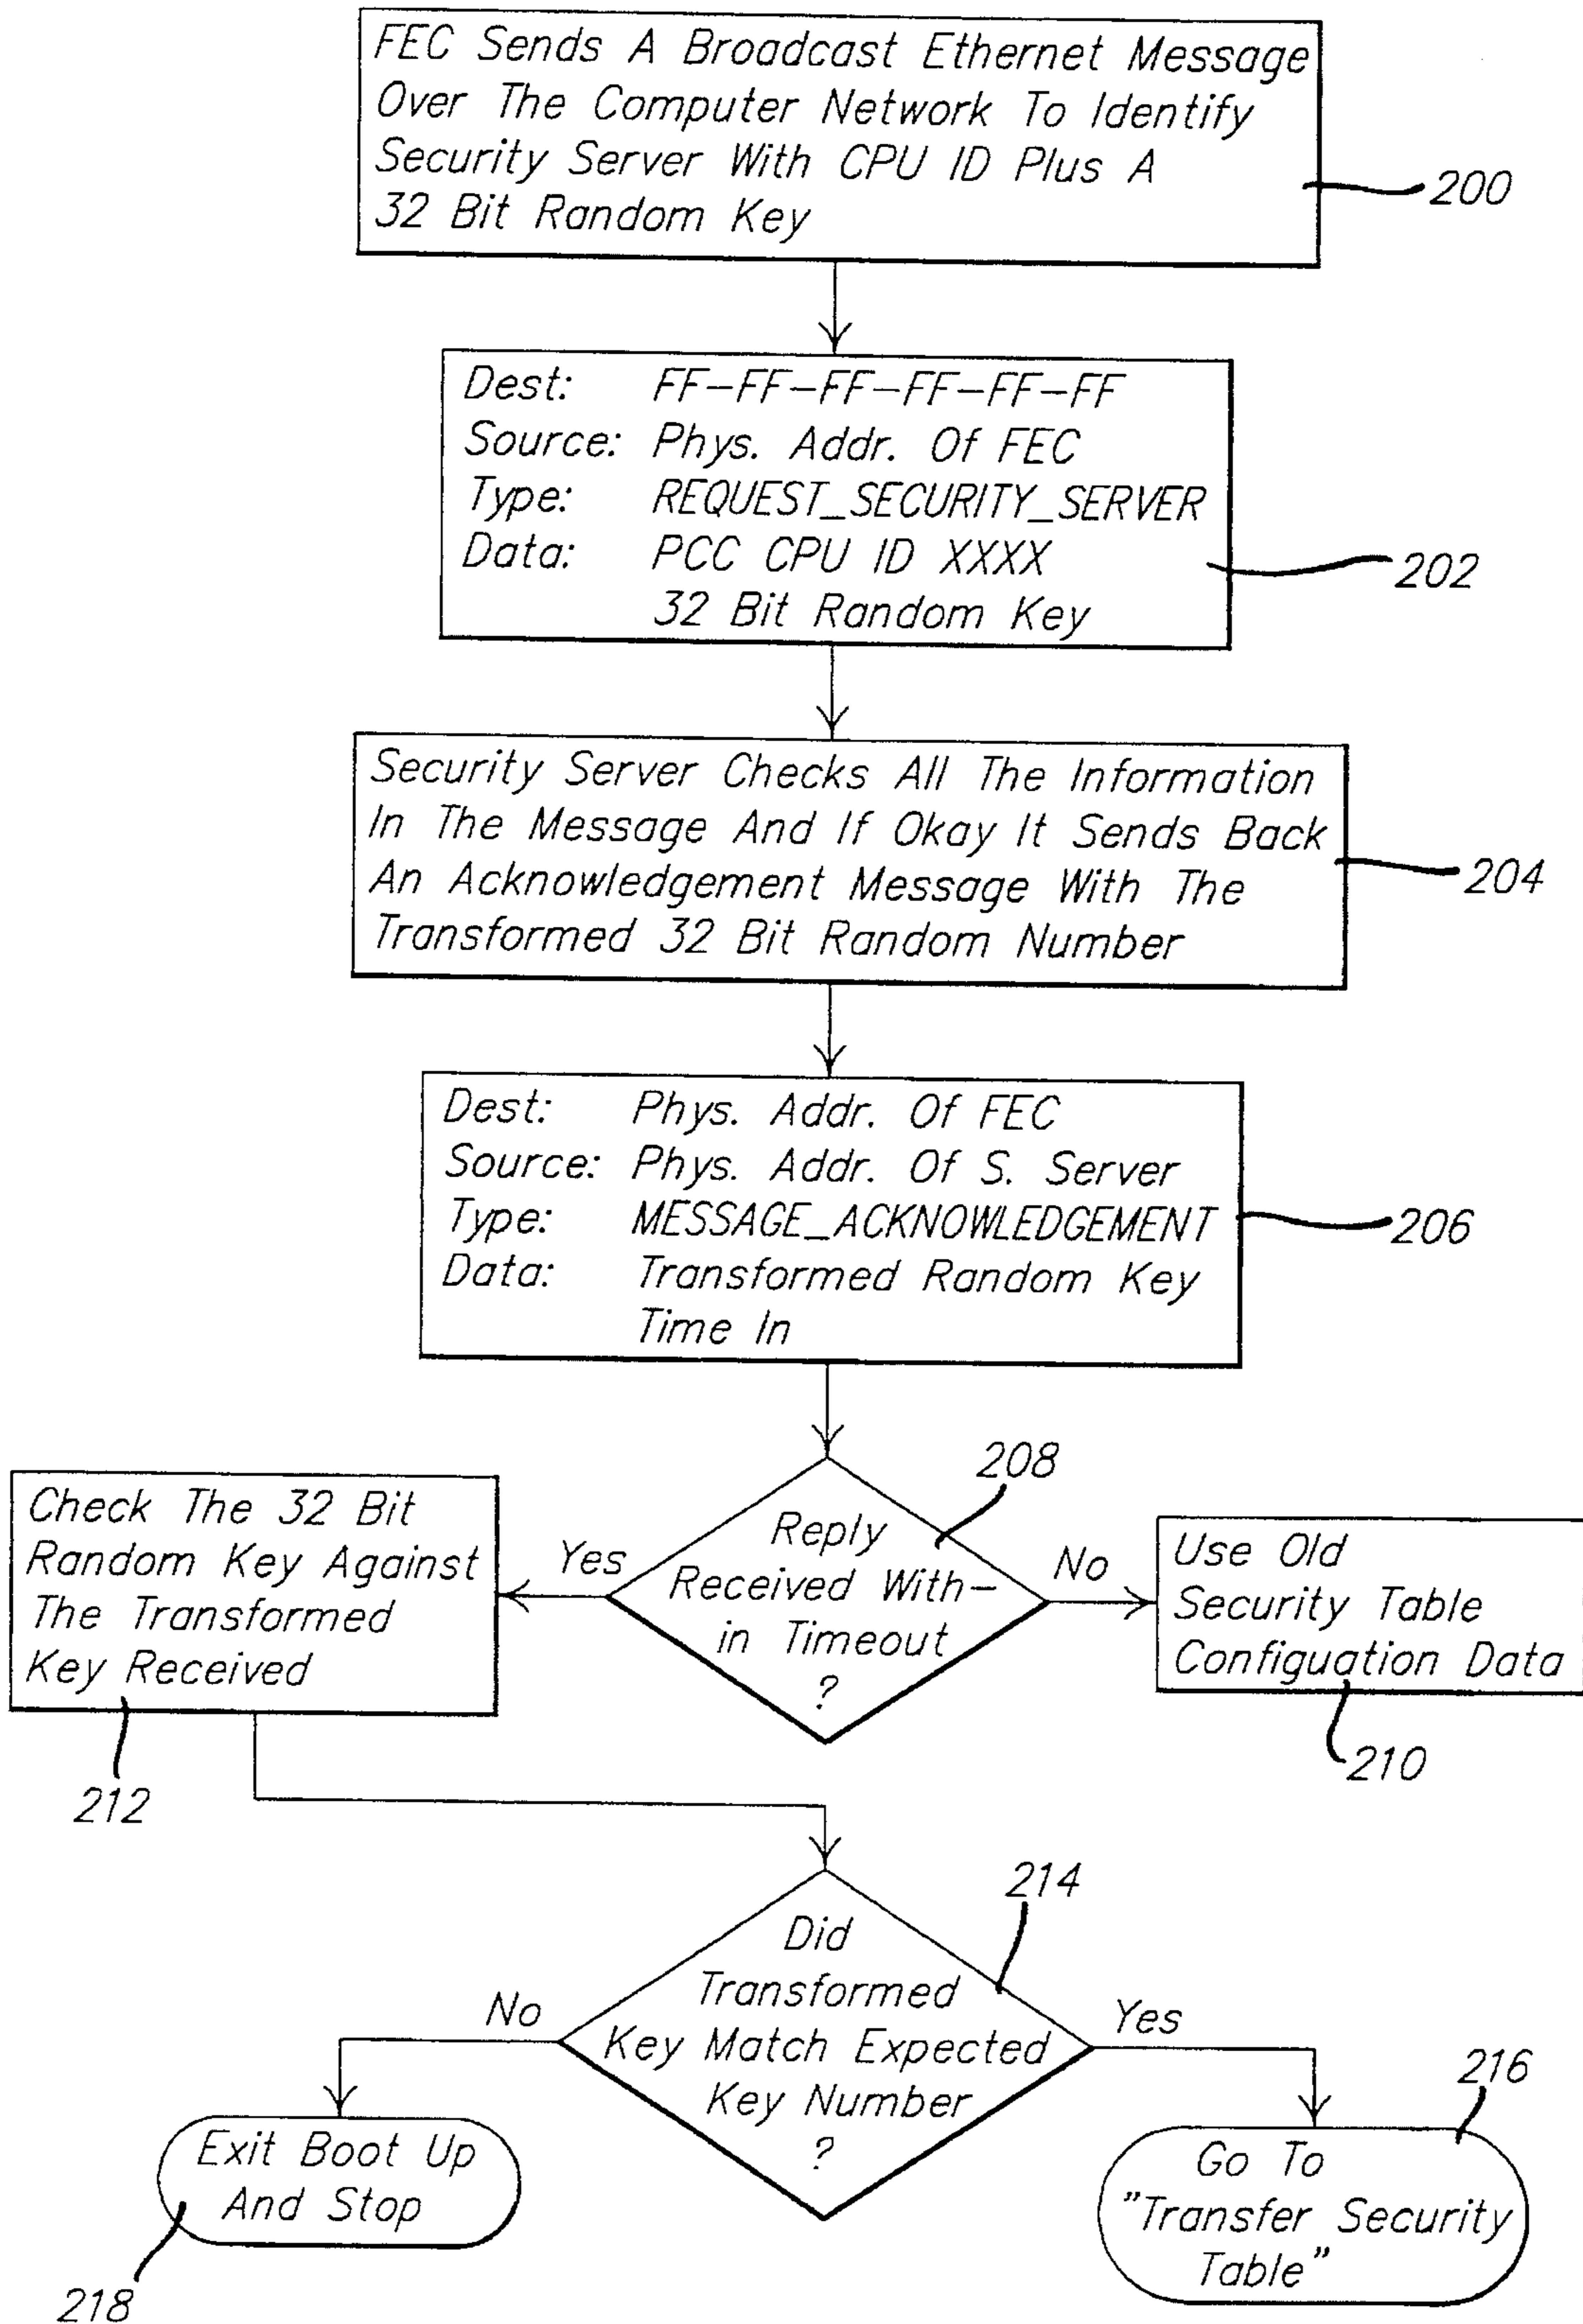 FEC Sends A Broadcast Ethernet Message
Over The Computer Network To Identify
Security Server With CPU ID Plus A
32 Bit Random Key
200
Dest: FF-FF-FF-FF-FF-FF
Source: Phys. Addr. Of FEC
Type: REQUEST_SECURITY_SERVER
Data: PCC CPU ID XXXX
32 Bit Random Key
202
Security Server Checks All The Information
In The Message And If Okay It Sends Back
An Acknowledgement Message With The
Transformed 32 Bit Random Number
204
Dest: Phys. Addr. Of FEC
Source: Phys. Addr. Of S. Server
Type: MESSAGE_ACKNOWLEDGEMENT
Data: Transformed Random Key
Time In
206
208
Reply
Received With-
in Timeout
?
Yes
No
Check The 32 Bit
Random Key Against
The Transformed
Key Received
212
Use Old
Security Table
Configuation Data
210
214
Did
Transformed
Key Match Expected
Key Number
?
No
Yes
Exit Boot Up
And Stop
218
216
Go To
"Transfer Security
Table"